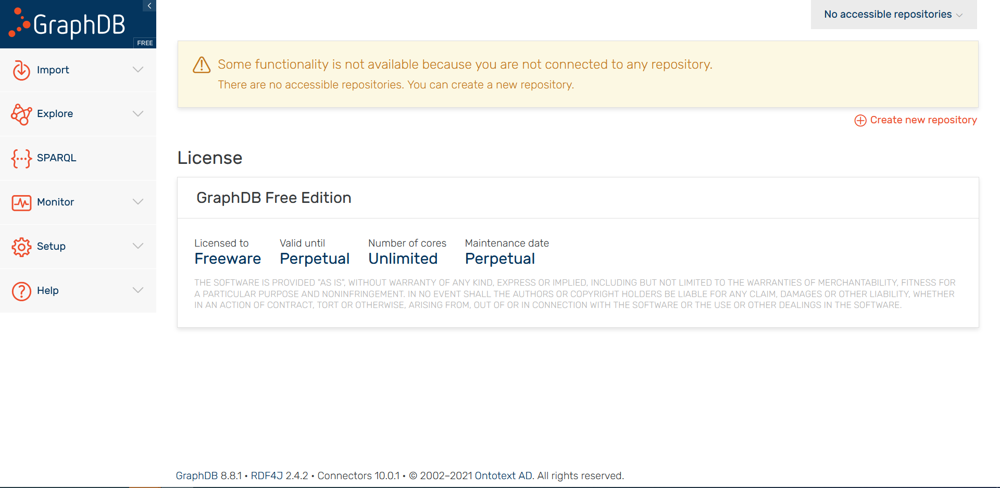 GraphDB
FREE
Import
Explore
SPARQL
Monitor
Setup
Help
No accessible repositories
Some functionality is not available because you are not connected to any repository.
There are no accessible repositories. You can create a new repository.
Create new repository
License
GraphDB Free Edition
Licensed to
Freeware
Valid until
Perpetual
Number of cores
Unlimited
Maintenance date
Perpetual
THE SOFTWARE IS PROVIDED "AS IS", WITHOUT WARRANTY OF ANY KIND, EXPRESS OR IMPLIED, INCLUDING BUT NOT LIMITED TO THE WARRANTIES OF MERCHANTABILITY, FITNESS FOR
A PARTICULAR PURPOSE AND NONINFRINGEMENT. IN NO EVENT SHALL THE AUTHORS OR COPYRIGHT HOLDERS BE LIABLE FOR ANY CLAIM, DAMAGES OR OTHER LIABILITY, WHETHER
IN AN ACTION OF CONTRACT, TORT OR OTHERWISE, ARISING FROM, OUT OF OR IN CONNECTION WITH THE SOFTWARE OR THE USE OR OTHER DEALINGS IN THE SOFTWARE.
GraphDB 8.8.1 • RDF4J 2.4.2 • Connectors 10.0.1 • © 2002–2021 Ontotext AD. All rights reserved.